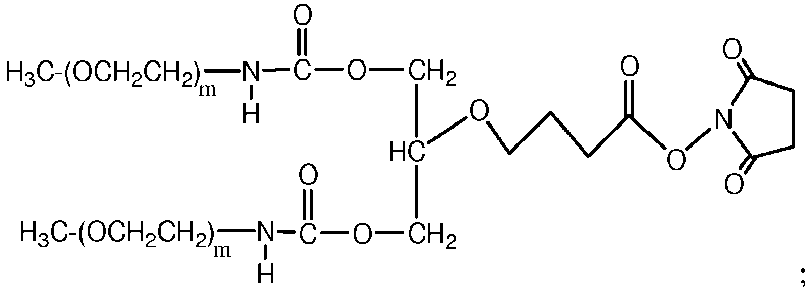 O
H3C-(OCH2CH2)m—N—C—O—CH2
H
O
O
O
N
HC
O
O
O
H3C-(OCH2CH2)m—N—C—O—CH2
H
;